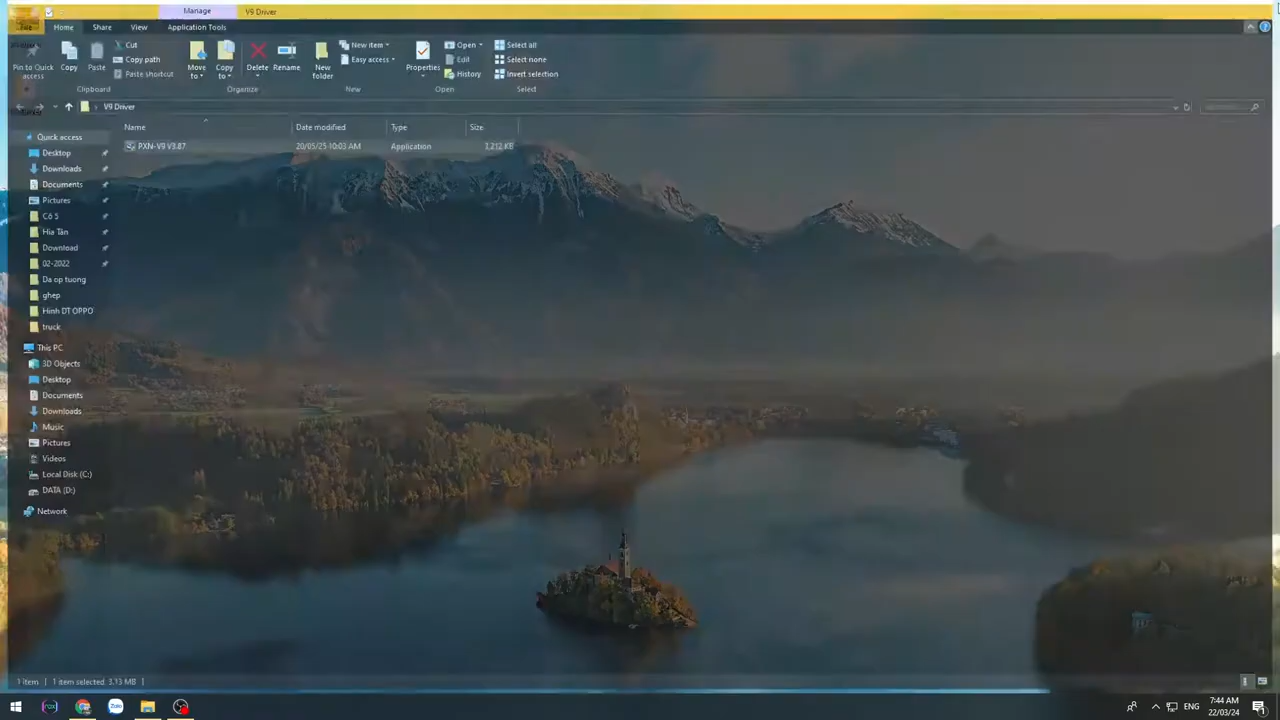 Manage V9 Driver
File Home Share View Application Tools
Pin to Quick access
Copy
Paste
Cut
Copy path
Paste shortcut
Clipboard
Move to
Copy to
Delete
Rename
Organize
New folder
New item
Easy access
New
Properties
Open
Edit
History
Open
Select all
Select none
Invert selection
Select
V9 Driver
Name Date modified Type Size
PXN-V9 V3.87 20/05/25 10:03 AM Application 3,212 KB
Quick access
Desktop
Downloads
Documents
Pictures
Cô 5
Hia Tân
Download
02-2022
Da op tuong
ghep
Hinh DT OPPO
truck
This PC
3D Objects
Desktop
Documents
Downloads
Music
Pictures
Videos
Local Disk (C:)
DATA (D:)
Network
1 item 1 item selected 3.13 MB
ENG
7:44 AM
22/03/24
Zalo